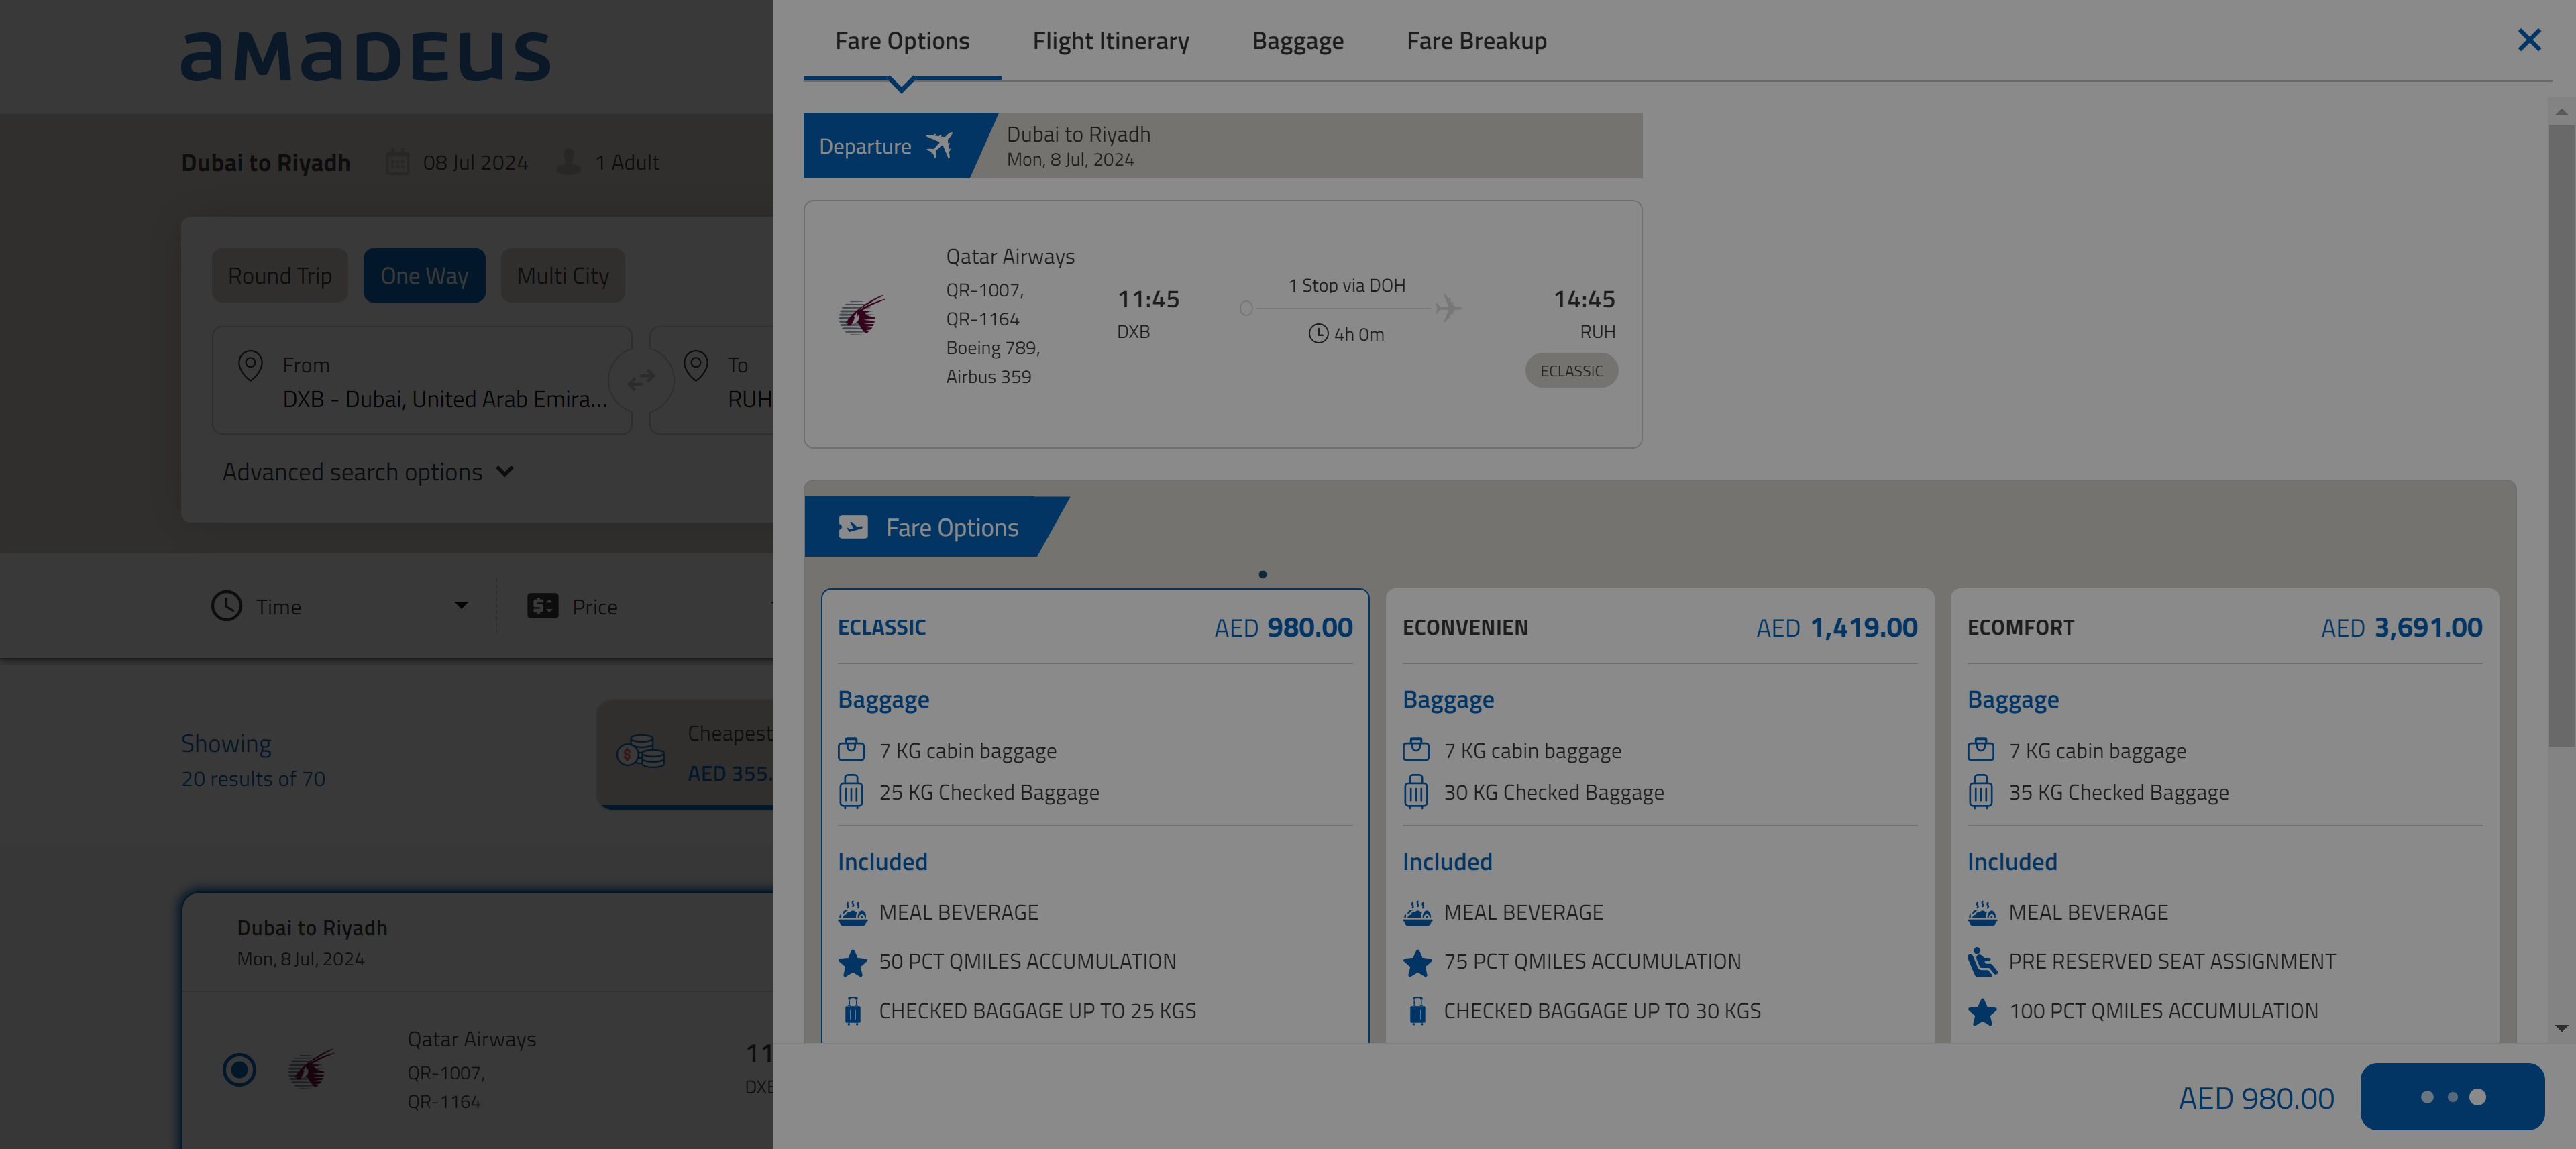 amadeus
Dubai to Riyadh
08 Jul 2024
1 Adult
Round Trip
One Way
Multi City
From
DXB - Dubai, United Arab Emira...
To
RUH
Advanced search options
Time
Price
Showing
20 results of 70
Cheapest
AED 355.
Dubai to Riyadh
Mon, 8 Jul, 2024
Qatar Airways
QR-1007,
QR-1164
11
DXB
Fare Options
Flight Itinerary
Baggage
Fare Breakup
Departure
Dubai to Riyadh
Mon, 8 Jul, 2024
Qatar Airways
QR-1007,
QR-1164
Boeing 789,
Airbus 359
11:45
DXB
1 Stop via DOH
4h 0m
14:45
RUH
ECLASSIC
Fare Options
ECLASSIC
AED 980.00
Baggage
7 KG cabin baggage
25 KG Checked Baggage
Included
MEAL BEVERAGE
50 PCT QMILES ACCUMULATION
CHECKED BAGGAGE UP TO 25 KGS
ECONVENIEN
AED 1,419.00
Baggage
7 KG cabin baggage
30 KG Checked Baggage
Included
MEAL BEVERAGE
75 PCT QMILES ACCUMULATION
CHECKED BAGGAGE UP TO 30 KGS
ECOMFORT
AED 3,691.00
Baggage
7 KG cabin baggage
35 KG Checked Baggage
Included
MEAL BEVERAGE
PRE RESERVED SEAT ASSIGNMENT
100 PCT QMILES ACCUMULATION
AED 980.00